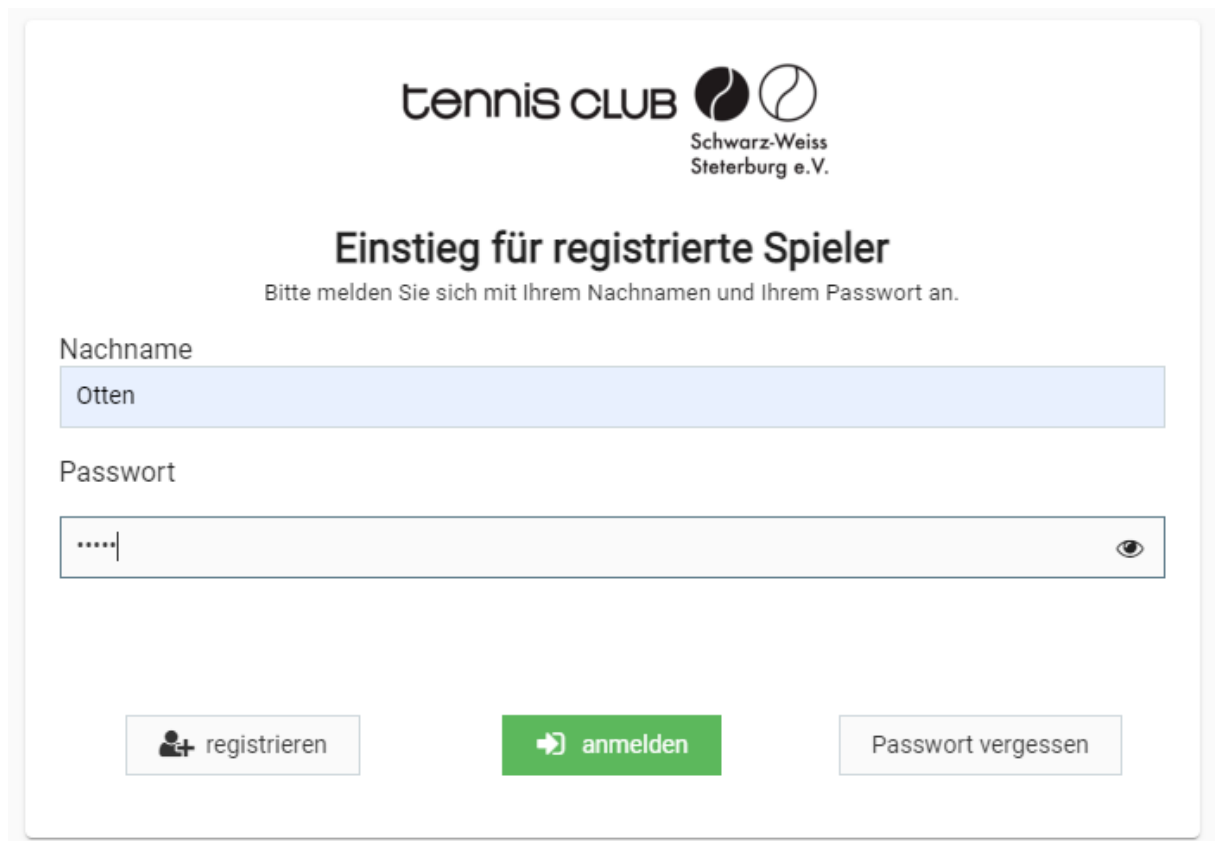 tennis CLUB
Schwarz-Weiss
Steterburg e.V.
Einstieg für registrierte Spieler
Bitte melden Sie sich mit Ihrem Nachnamen und Ihrem Passwort an.
Nachname
Otten
Passwort
•••••
registrieren
anmelden
Passwort vergessen